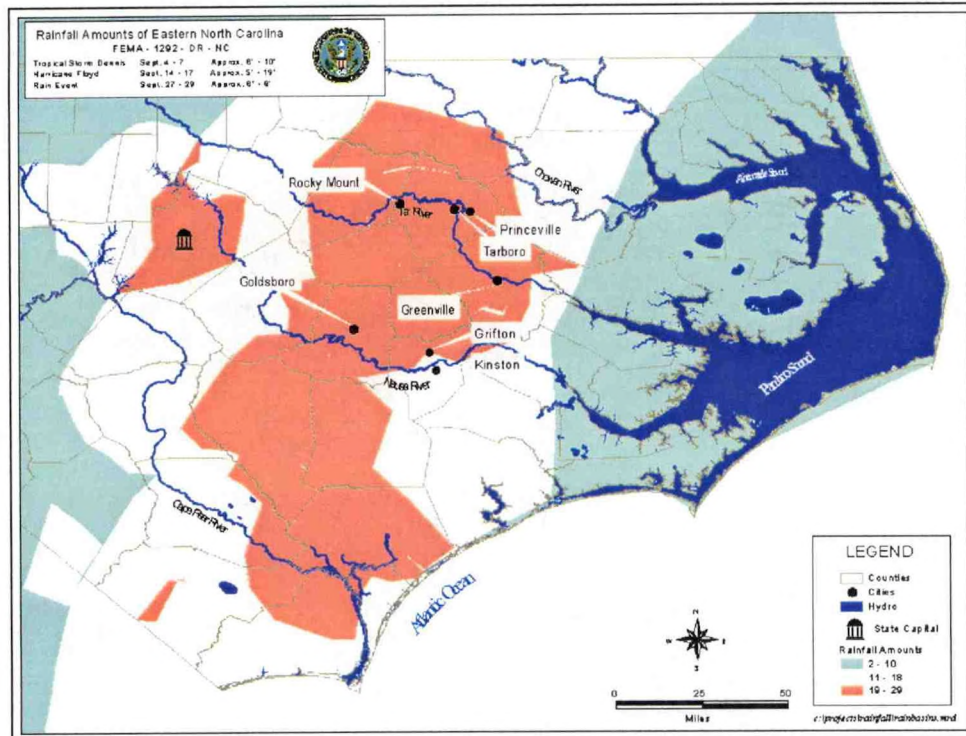 Rainfall Amounts of Eastern North Carolina
FEMA - 1292 - DR - NC
Tropical Storm Dennis Sept. 4 - 7 Approx. 6" - 10"
Hurricane Floyd Sept. 14 - 17 Approx. 5" - 19"
Rain Event Sept. 27 - 29 Approx. 6" - 8"
Chowan River
Albemarle Sound
Rocky Mount
Tar River
Princeville
Tarboro
Goldsboro
Greenville
Grifton
Kinston
Neuse River
Pamlico Sound
Cape Fear River
Atlantic Ocean
LEGEND
Counties
Cities
Hydro
State Capital
Rainfall Amounts
2 - 10
11 - 18
19 - 29
N
W E
S
0 25 50
Miles